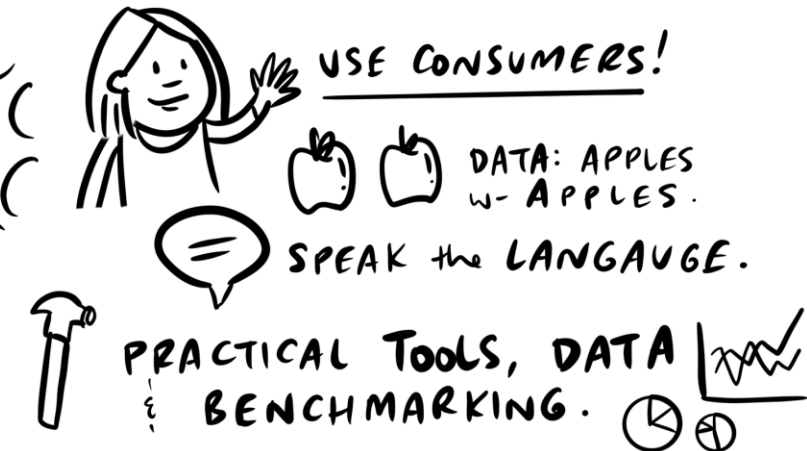 USE CONSUMERS!
DATA: APPLES
w- APPLES.
SPEAK the LANGAUGE.
PRACTICAL TOOLS, DATA
& BENCHMARKING.